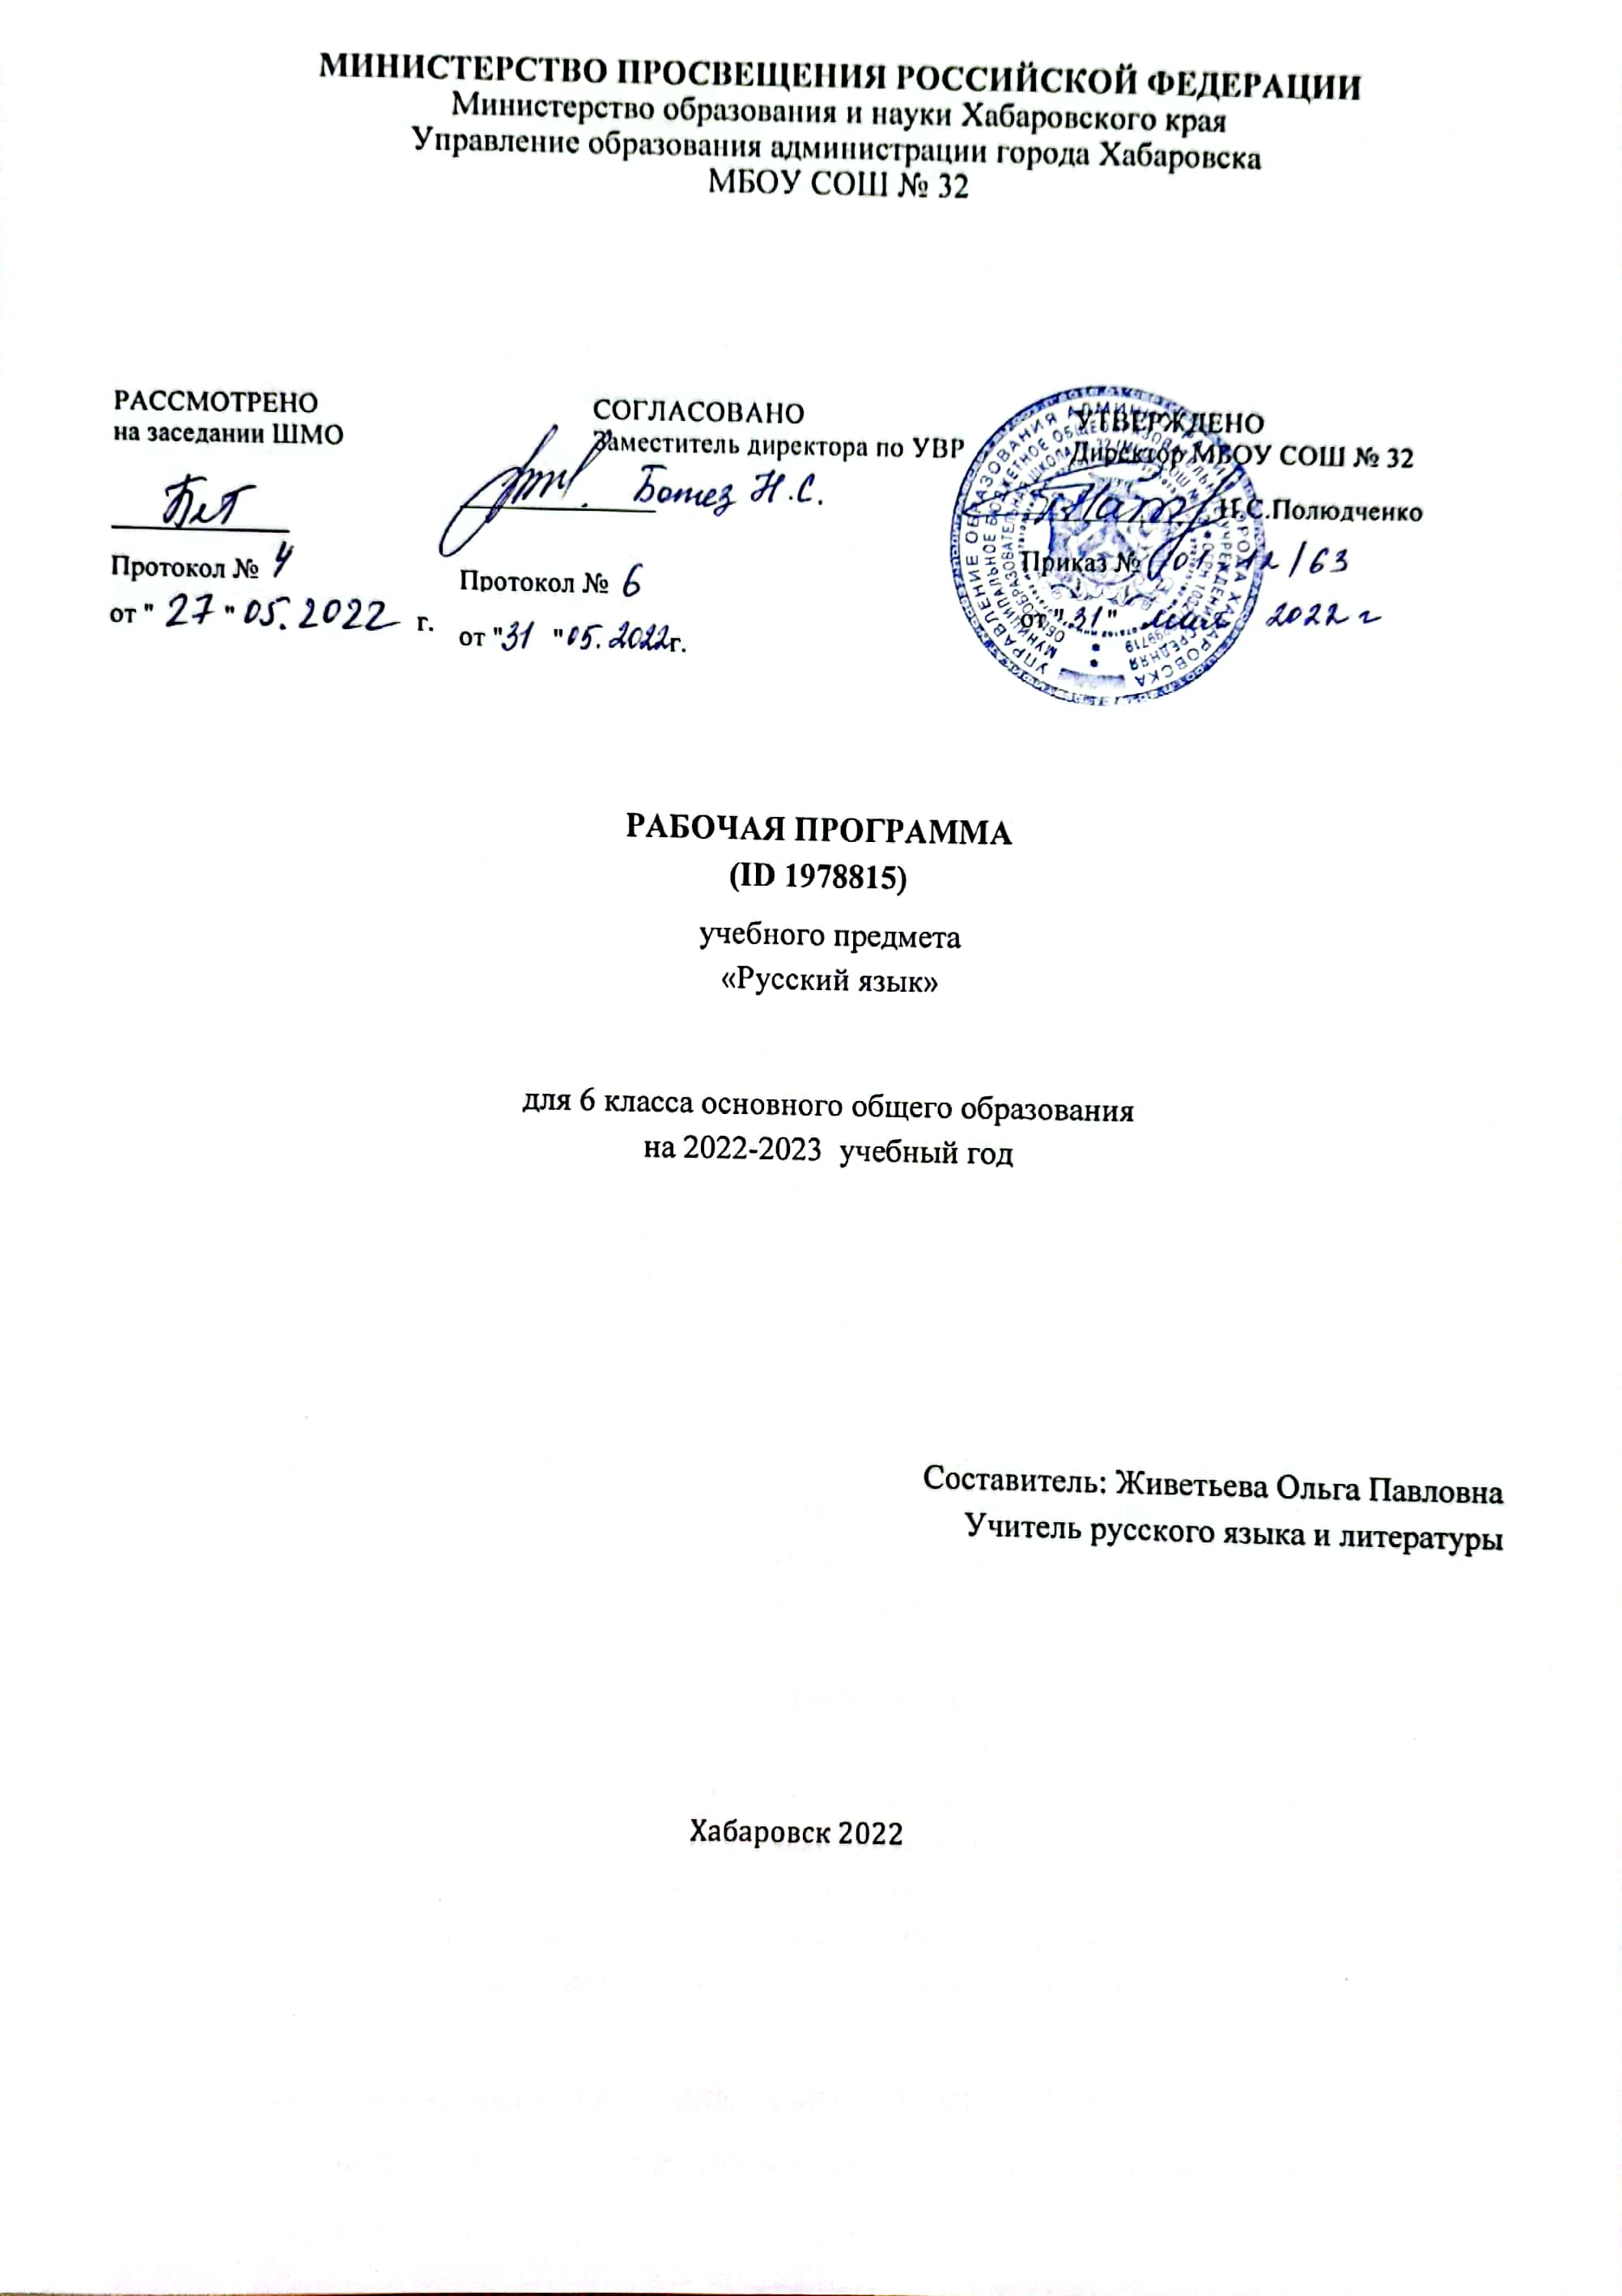 МИНИСТЕРСТВО ПРОСВЕЩЕНИЯ РОССИЙСКОЙ ФЕДЕРАЦИИ
Министерство образования и науки Хабаровского края
Управление образования администрации города Хабаровска
МБОУ СОШ № 32
РАССМОТРЕНО
на заседании ШМО
Протокол № 4
от " 27 " 05. 2022 г.
СОГЛАСОВАНО
Заместитель директора по УВР
Ботез Н.С.
Протокол № 6
от "31 "05. 2022г.
УТВЕРЖДЕНО
Директор МБОУ СОШ № 32
Н.С.Полюдченко
Приказ № 12/63
от " 31 " мая 2022 г
РАБОЧАЯ ПРОГРАММА
(ID 1978815)
учебного предмета
«Русский язык»
для 6 класса основного общего образования
на 2022-2023 учебный год
Составитель: Живетьева Ольга Павловна
Учитель русского языка и литературы
Хабаровск 2022